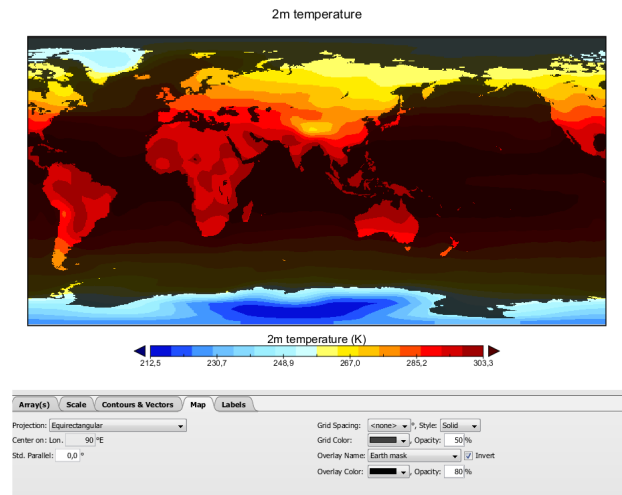 2m temperature
2m temperature (K)
212,5 230,7 248,9 267,0 285,2 303,3
Array(s) Scale Contours & Vectors Map Labels
Projection: Equirectangular
Center on: Lon. 90 °E
Std. Parallel: 0,0 °
Grid Spacing: <none> °, Style: Solid
Grid Color: , Opacity: 50 %
Overlay Name: Earth mask Invert
Overlay Color: , Opacity: 80 %